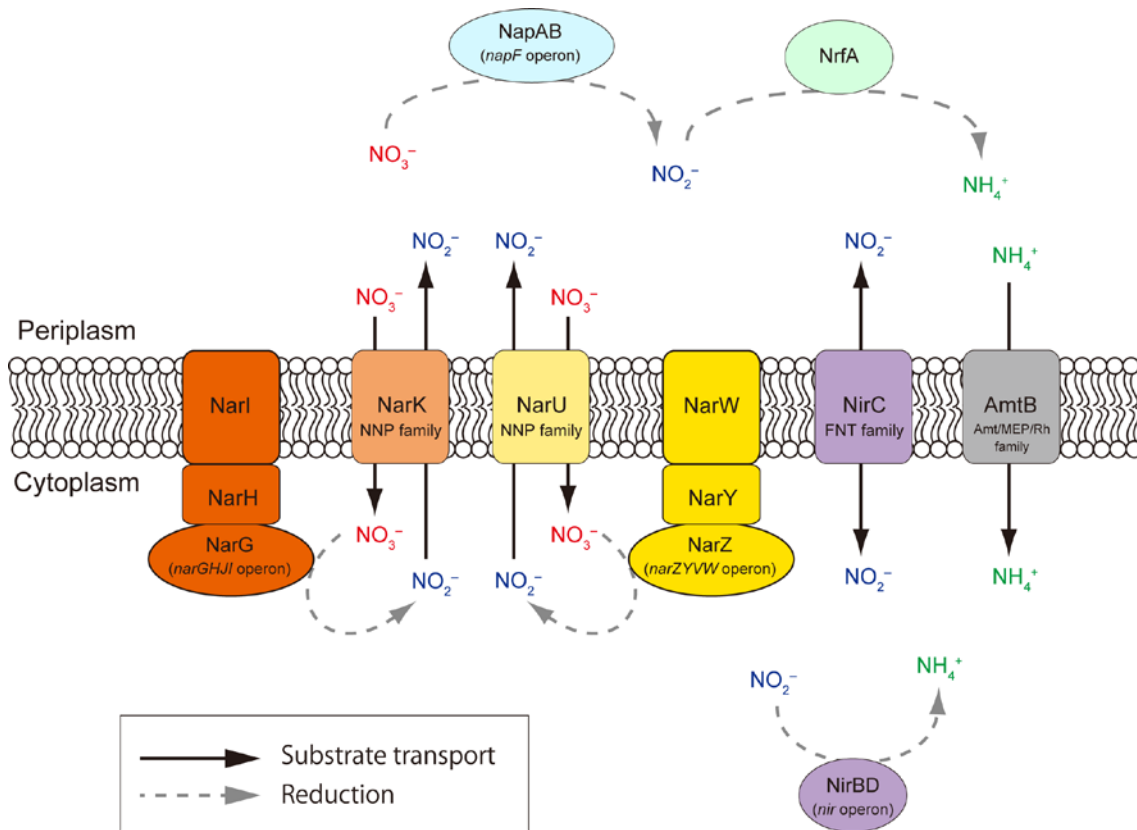 NapAB
(napF operon)
NrfA
NO₃⁻
NO₂⁻
NH₄⁺
NO₂⁻
NO₂⁻
NO₂⁻
NH₄⁺
NO₃⁻
NO₃⁻
Periplasm
NarI
NarK
NNP family
NarU
NNP family
NarW
NirC
FNT family
AmtB
Amt/MEP/Rh
family
Cytoplasm
NarH
NarY
NarG
(narGHJI operon)
NO₃⁻
NO₃⁻
NarZ
(narZYVW operon)
NO₂⁻
NO₂⁻
NO₂⁻
NH₄⁺
NO₂⁻
NH₄⁺
NirBD
(nir operon)
Substrate transport
Reduction